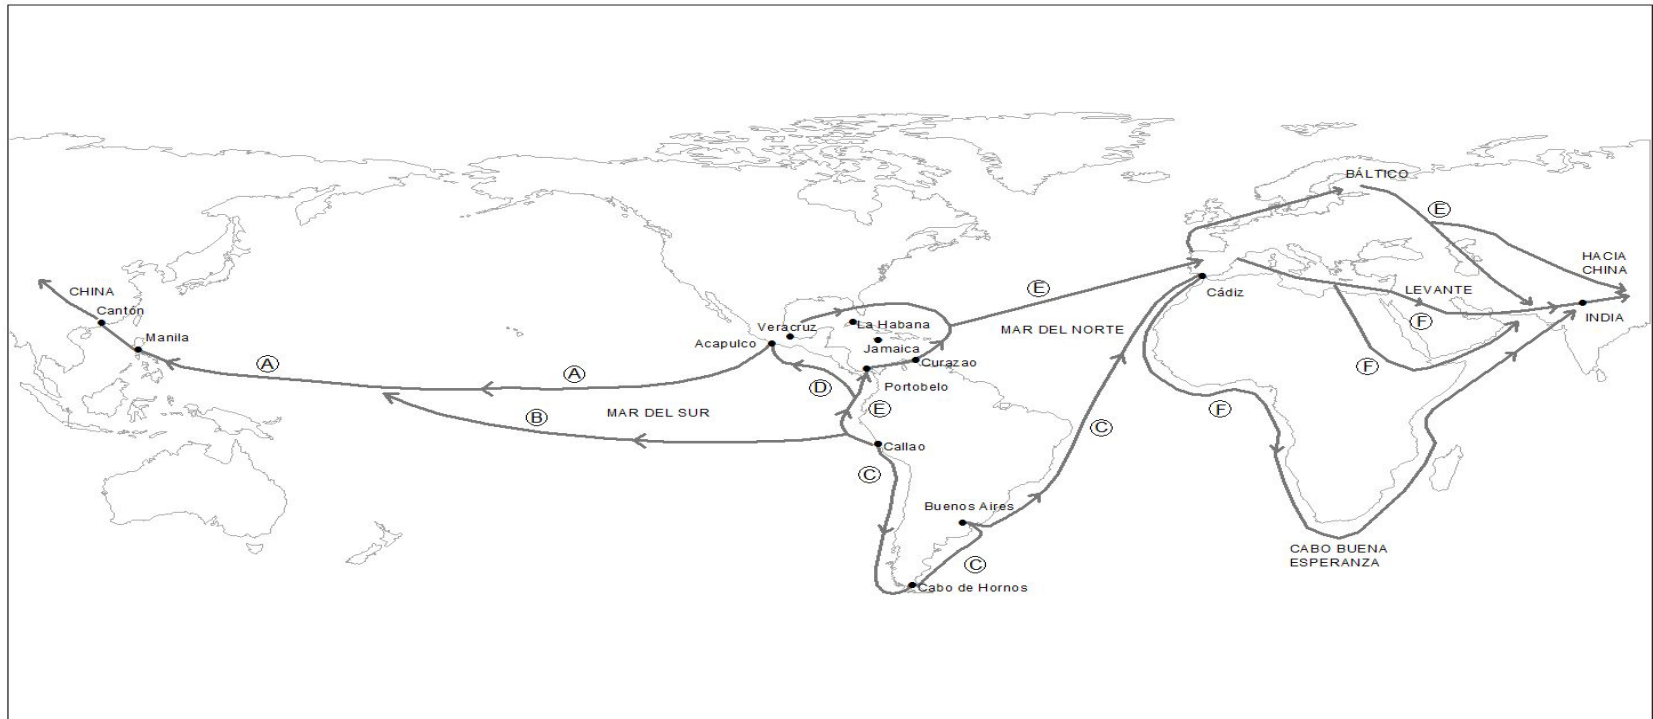 BÁLTICO
E
HACIA
CHINA
CHINA
E
LEVANTE
Cantón
Cádiz
INDIA
Veracruz
La Habana
MAR DEL NORTE
F
Manila
Acapulco
Jamaica
Curazao
A
A
F
D
Portobelo
B
MAR DEL SUR
E
F
C
Callao
C
Buenos Aires
CABO BUENA
ESPERANZA
C
Cabo de Hornos